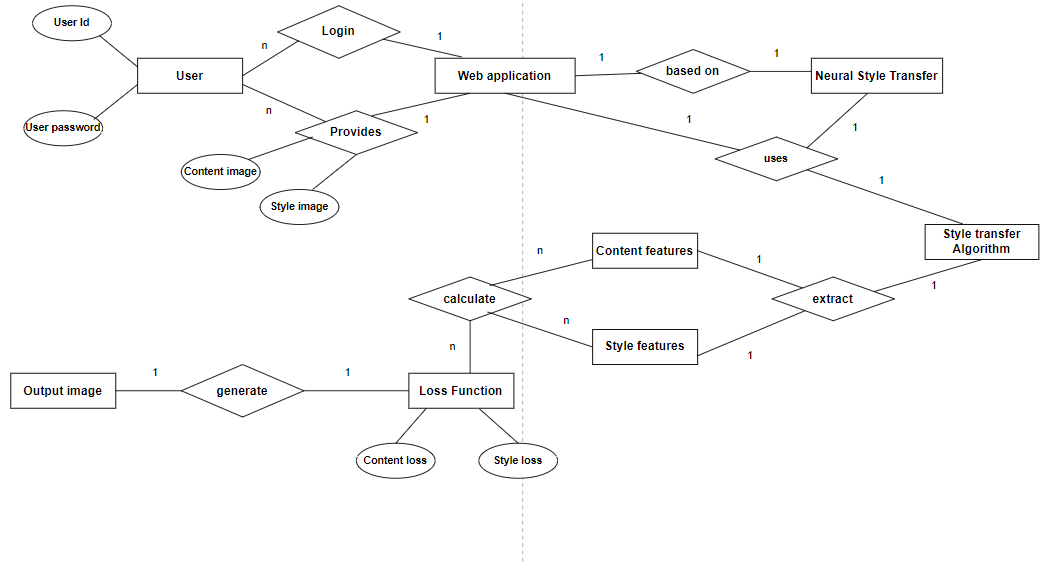 User Id
Login
1
n
1
1
User
Web application
based on
Neural Style Transfer
n
1
1
1
User password
Provides
uses
Content image
1
Style image
Style transfer
Algorithm
n
Content features
1
1
calculate
extract
n
Style features
n
1
1
1
Output image
generate
Loss Function
Content loss
Style loss